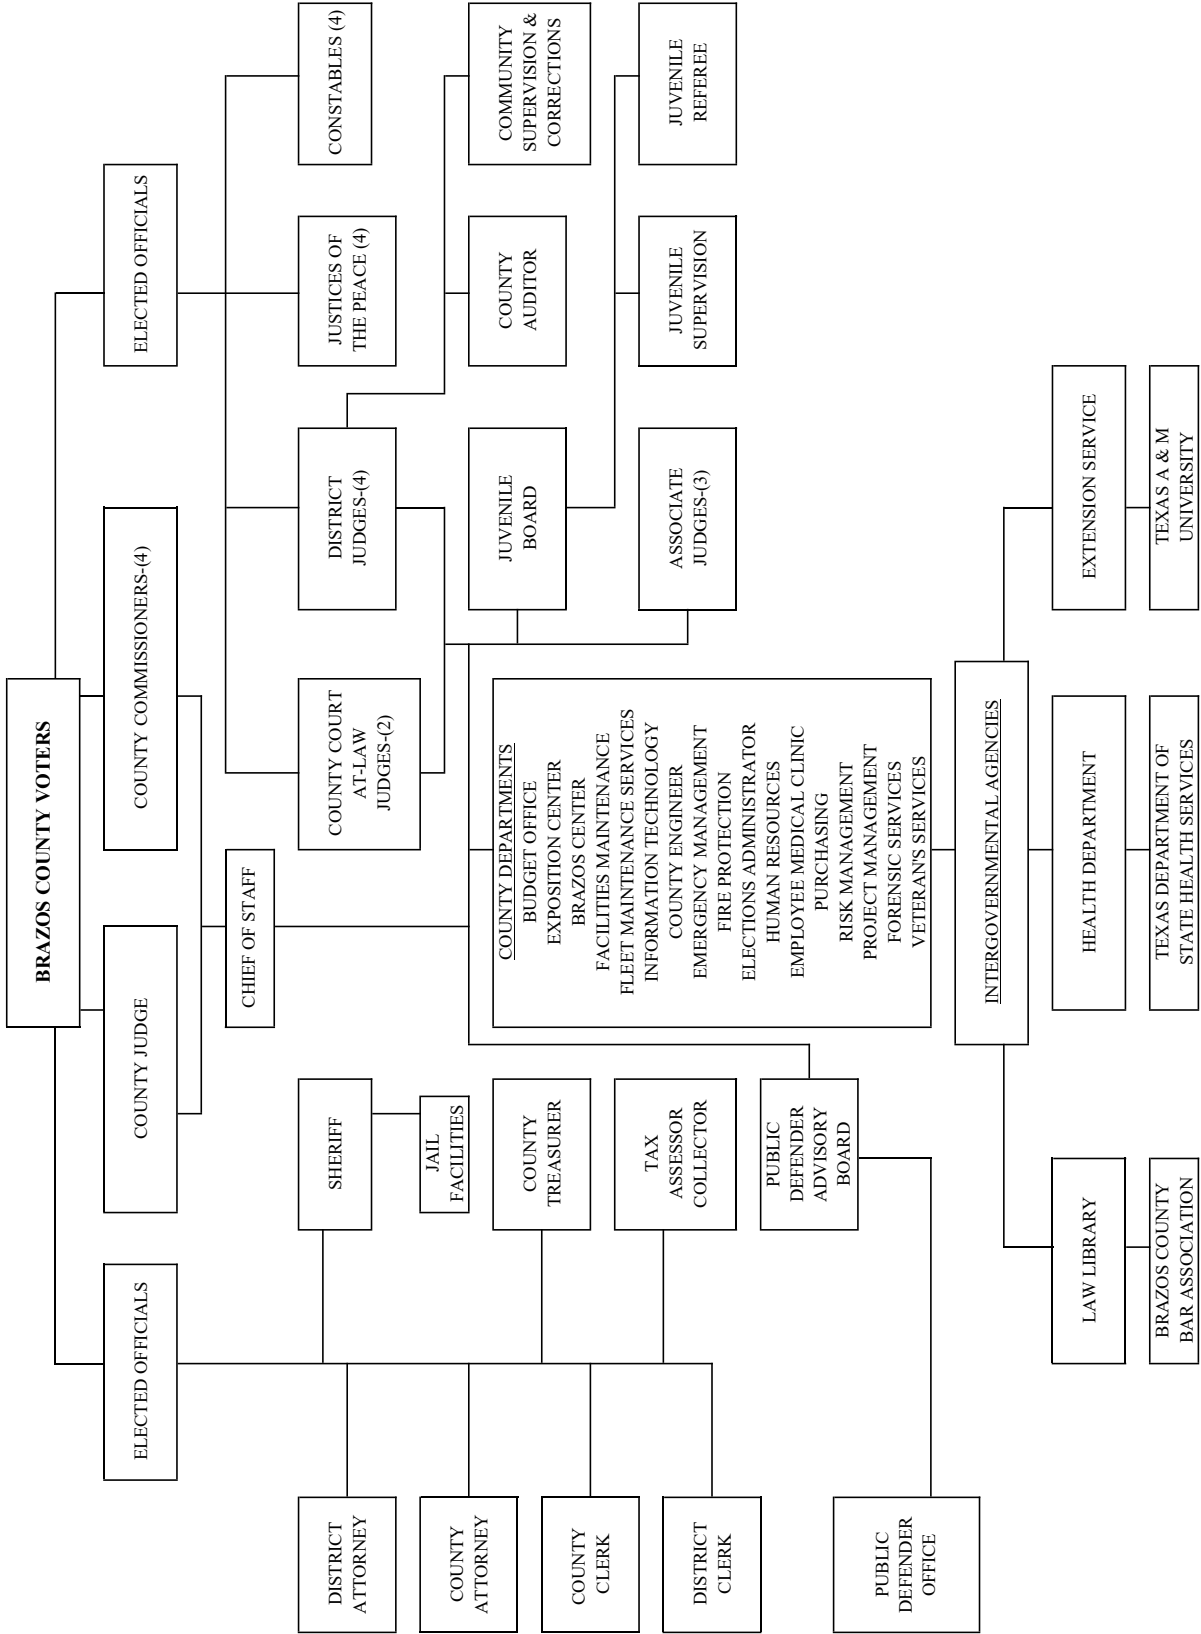 BRAZOS COUNTY VOTERS
ELECTED OFFICIALS
COUNTY JUDGE
COUNTY COMMISSIONERS-(4)
ELECTED OFFICIALS
CHIEF OF STAFF
DISTRICT
ATTORNEY
SHERIFF
COUNTY COURT
AT-LAW
JUDGES-(2)
DISTRICT
JUDGES-(4)
JUSTICES OF
THE PEACE (4)
CONSTABLES (4)
COUNTY
ATTORNEY
JAIL
FACILITIES
JUVENILE
BOARD
COUNTY
AUDITOR
COMMUNITY
SUPERVISION &
CORRECTIONS
COUNTY
CLERK
COUNTY
TREASURER
COUNTY DEPARTMENTS
BUDGET OFFICE
EXPOSITION CENTER
BRAZOS CENTER
FACILITIES MAINTENANCE
FLEET MAINTENANCE SERVICES
INFORMATION TECHNOLOGY
COUNTY ENGINEER
EMERGENCY MANAGEMENT
FIRE PROTECTION
ELECTIONS ADMINISTRATOR
HUMAN RESOURCES
EMPLOYEE MEDICAL CLINIC
PURCHASING
RISK MANAGEMENT
PROJECT MANAGEMENT
FORENSIC SERVICES
VETERAN'S SERVICES
ASSOCIATE
JUDGES-(3)
JUVENILE
SUPERVISION
JUVENILE
REFEREE
DISTRICT
CLERK
TAX
ASSESSOR
COLLECTOR
PUBLIC
DEFENDER
ADVISORY
BOARD
PUBLIC
DEFENDER
OFFICE
INTERGOVERNMENTAL AGENCIES
LAW LIBRARY
HEALTH DEPARTMENT
EXTENSION SERVICE
BRAZOS COUNTY
BAR ASSOCIATION
TEXAS DEPARTMENT OF
STATE HEALTH SERVICES
TEXAS A & M
UNIVERSITY